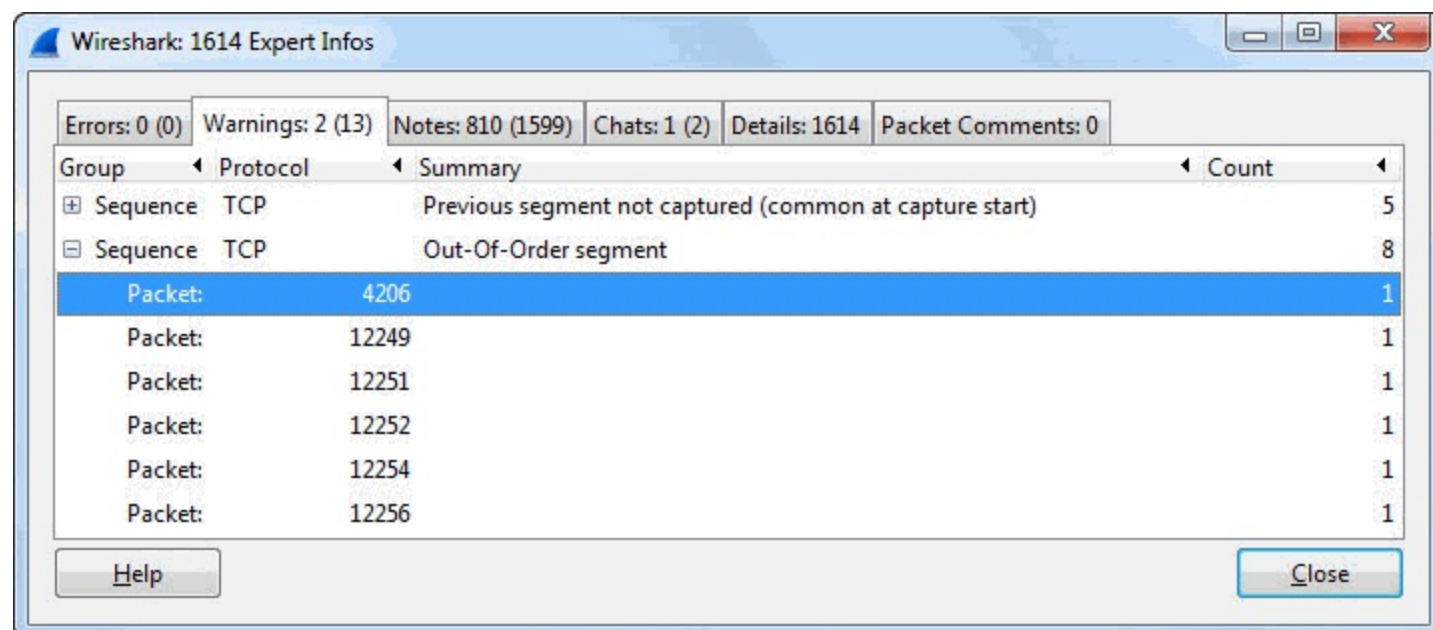 Wireshark: 1614 Expert Infos
Errors: 0 (0) Warnings: 2 (13) Notes: 810 (1599) Chats: 1 (2) Details: 1614 Packet Comments: 0
Group Protocol Summary Count
Sequence TCP Previous segment not captured (common at capture start) 5
Sequence TCP Out-Of-Order segment 8
Packet: 4206 1
Packet: 12249 1
Packet: 12251 1
Packet: 12252 1
Packet: 12254 1
Packet: 12256 1
Help Close